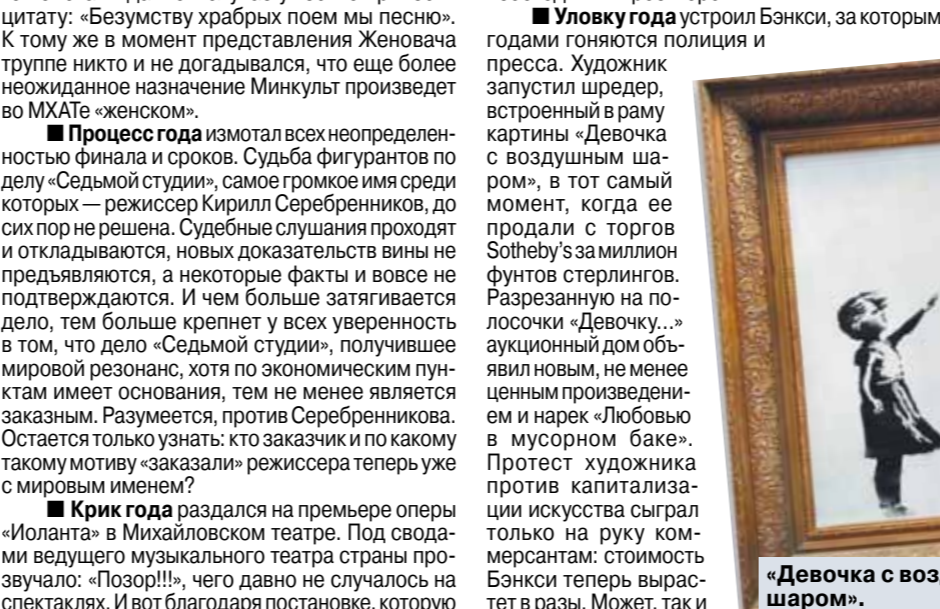 цитату: «Безумству храбрых поем мы песню».
К тому же в момент представления Женовача
труппе никто и не догадывался, что еще более
неожиданное назначение Минкульт произведет
во МХАТе «женском».
■ Процесс года измотал всех неопределен-
ностью финала и сроков. Судьба фигурантов по
делу «Седьмой студии», самое громкое имя среди
которых — режиссер Кирилл Серебренников, до
сих пор не решена. Судебные слушания проходят
и откладываются, новых доказательств вины не
предъявляются, а некоторые факты и вовсе не
подтверждаются. И чем больше затягивается
дело, тем больше крепнет у всех уверенность
в том, что дело «Седьмой студии», получившее
мировой резонанс, хотя по экономическим пун-
ктам имеет основания, тем не менее является
заказным. Разумеется, против Серебренникова.
Остается только узнать: кто заказчик и по какому
такому мотиву «заказали» режиссера теперь уже
с мировым именем?
■ Крик года раздался на премьере оперы
«Иоланта» в Михайловском театре. Под свода-
ми ведущего музыкального театра страны про-
звучало: «Позор!!!», чего давно не случалось на
спектаклях. И вот благодаря постановке, которую
■ Уловку года устроил Бэнкси, за которым
годами гоняются полиция и
пресса. Художник
запустил шредер,
встроенный в раму
картины «Девочка
с воздушным ша-
ром», в тот самый
момент, когда ее
продали с торгов
Sotheby's за миллион
фунтов стерлингов.
Разрезанную на по-
лосочки «Девочку...»
аукционный дом объ-
явил новым, не менее
ценным произведени-
ем и нарек «Любовью
в мусорном баке».
Протест художника
против капитализа-
ции искусства сыграл
только на руку ком-
мерсантам: стоимость
Бэнкси теперь вырас-
тет в разы. Может, так и
«Девочка с воз
шаром».